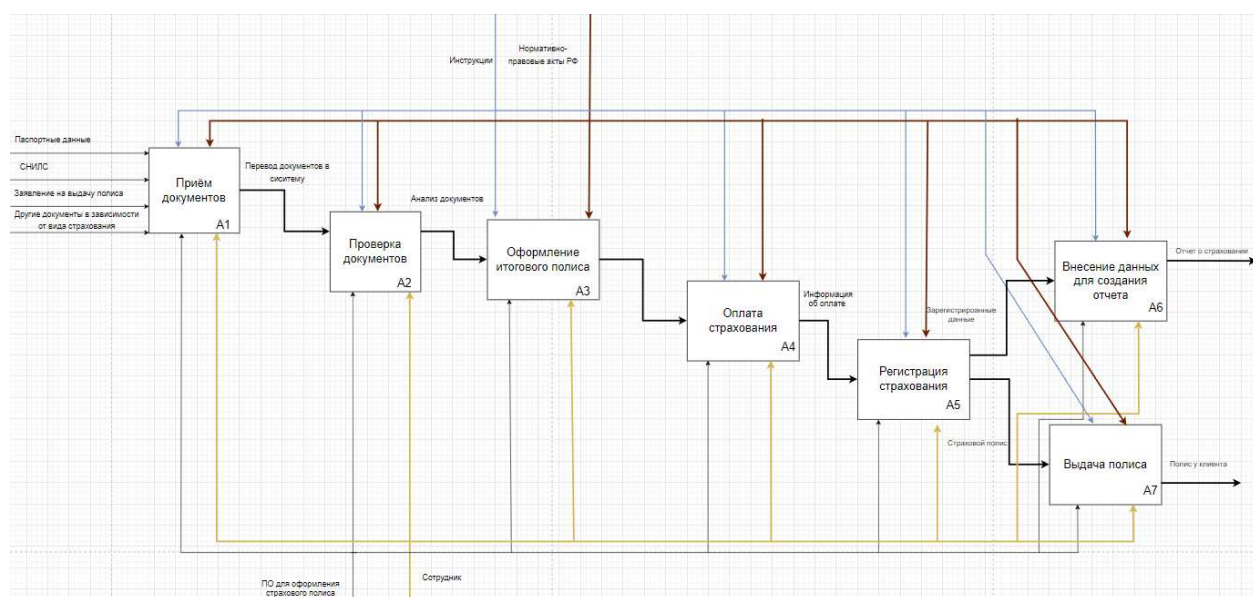 Нормативно-
правовые акты РФ
Инструкции
Паспортные данные
СНИЛС
Заявление на выдачу полиса
Другие документы в зависимости
от вида страхования
Приём
документов
A1
Перевод документов в
сиситему
Проверка
документов
A2
Анализ документов
Оформление
итогового полиса
A3
Оплата
страхования
A4
Информация
об оплате
Регистрация
страхования
A5
Зарегистрированные
данные
Внесение данных
для создания
отчета
A6
Отчет о страховании
Страховой полис
Выдача полиса
A7
Полис у клиента
ПО для оформления
страхового полиса
Сотрудник